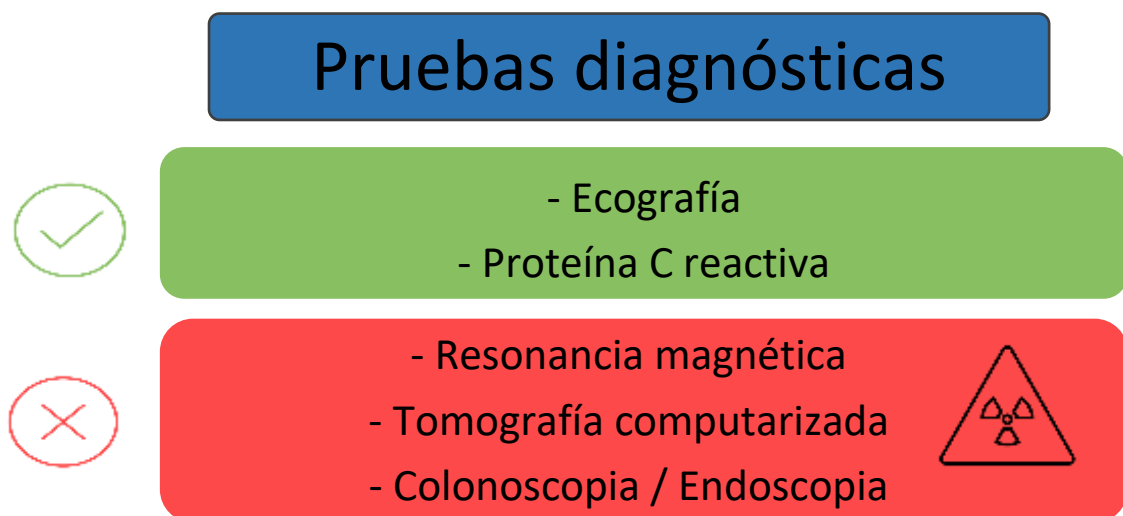 Pruebas diagnósticas
- Ecografía
- Proteína C reactiva
- Resonancia magnética
- Tomografía computarizada
- Colonoscopia / Endoscopia